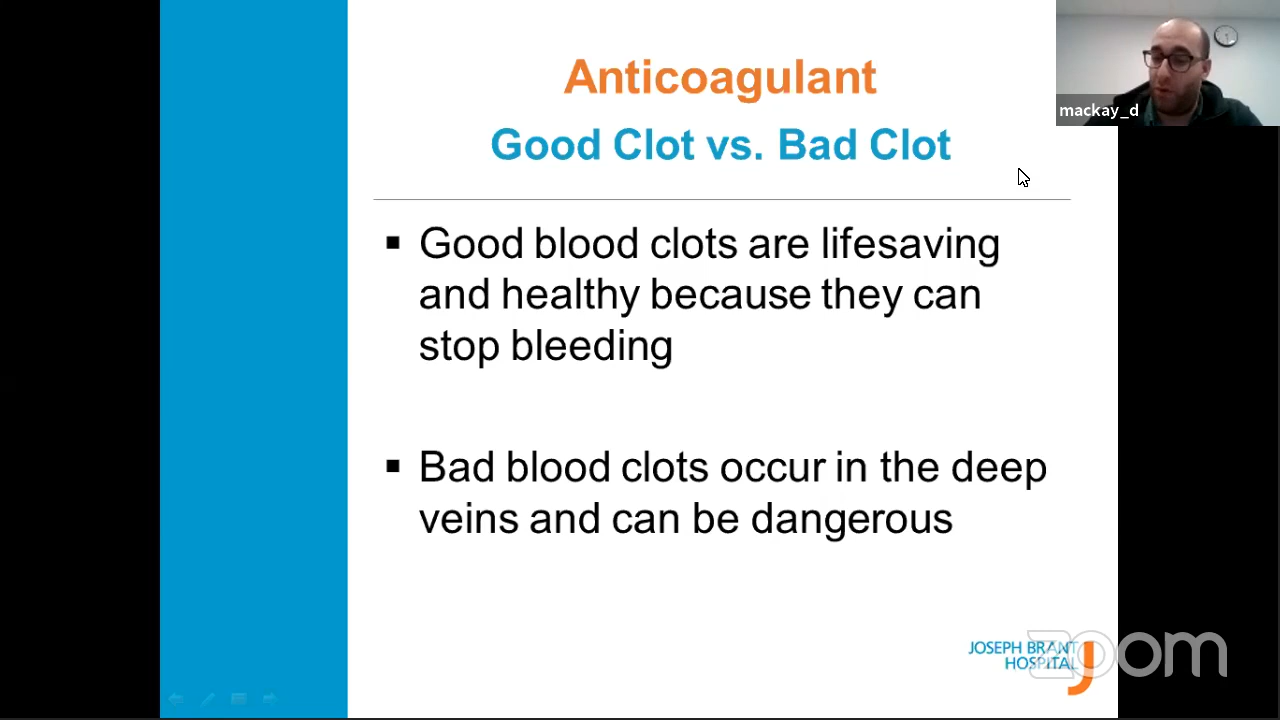 Anticoagulant
Good Clot vs. Bad Clot
mackay_d
▪ Good blood clots are lifesaving
and healthy because they can
stop bleeding
▪ Bad blood clots occur in the deep
veins and can be dangerous
JOSEPH BRANT
HOSPITAL
zoom